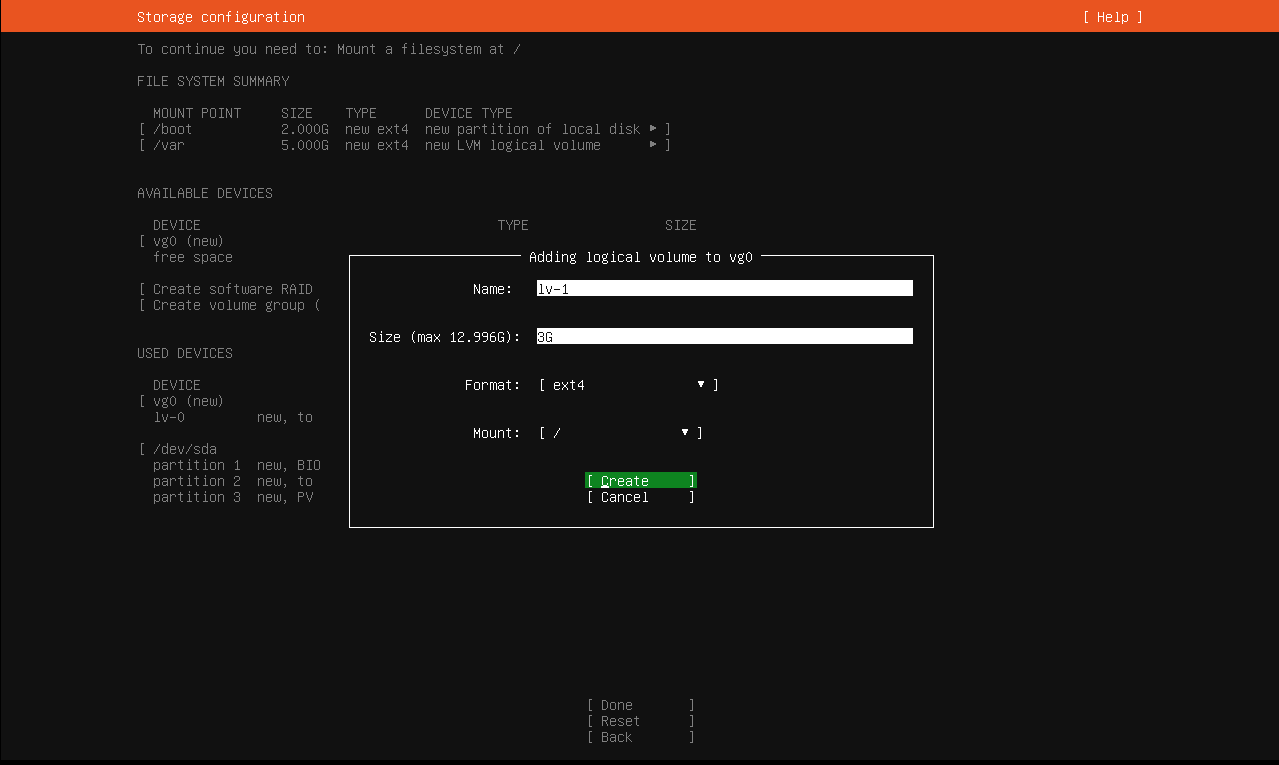 Storage configuration [ Help ]
To continue you need to: Mount a filesystem at /
FILE SYSTEM SUMMARY
MOUNT POINT SIZE TYPE DEVICE TYPE
[ /boot 2.000G new ext4 new partition of local disk ▸ ]
[ /var 5.000G new ext4 new LVM logical volume ▸ ]
AVAILABLE DEVICES
DEVICE TYPE SIZE
[ vg0 (new)
free space
Adding logical volume to vg0
[ Create software RAID
[ Create volume group (
Name: lv-1
Size (max 12.996G): 3G
USED DEVICES
DEVICE
[ vg0 (new)
lv-0 new, to
Format: [ ext4 ▾ ]
Mount: [ / ▾ ]
[ /dev/sda
partition 1 new, BIO
partition 2 new, to
partition 3 new, PV
[ Create ]
[ Cancel ]
[ Done ]
[ Reset ]
[ Back ]